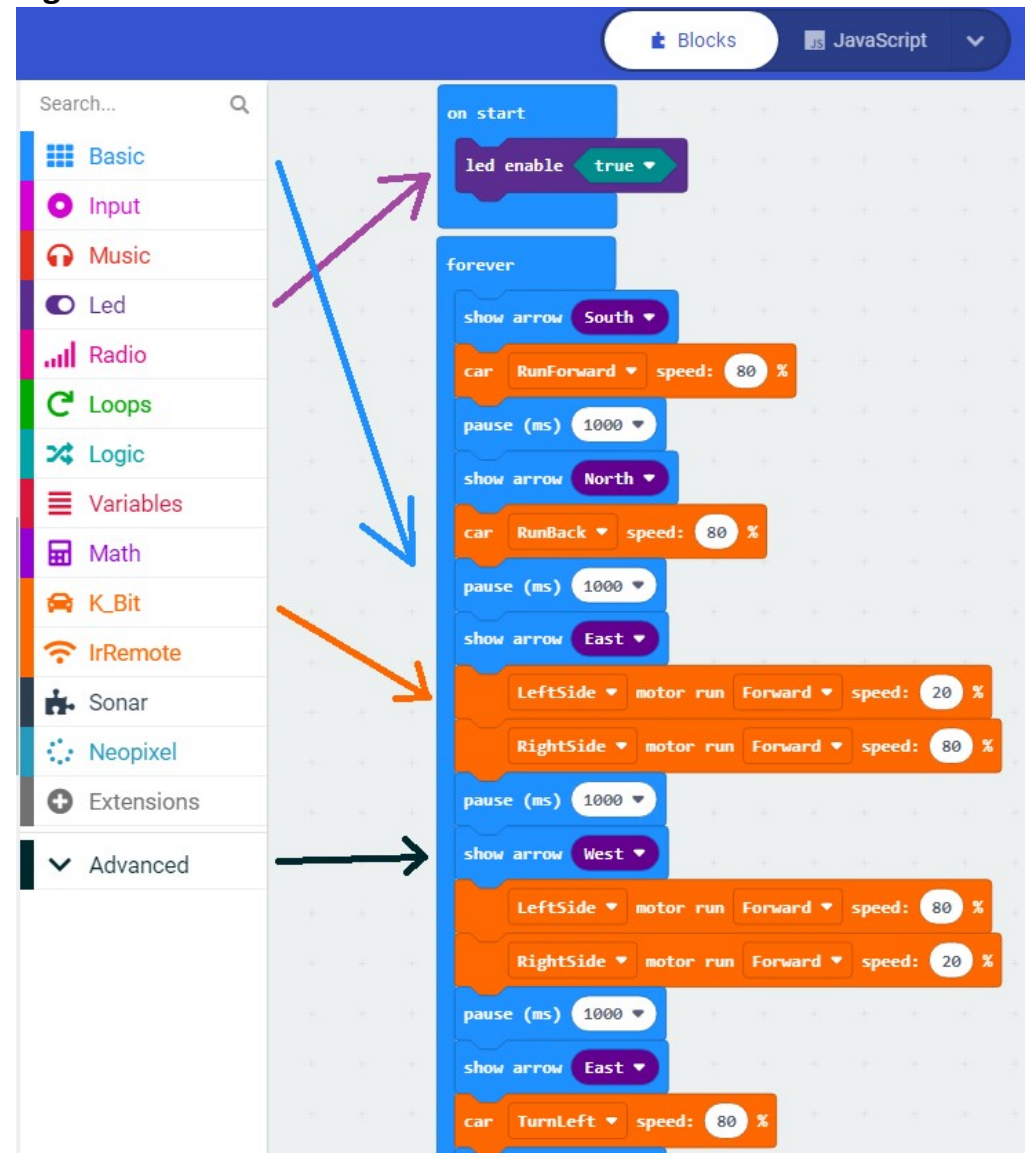 Blocks JS JavaScript
Search...
Basic
Input
Music
Led
Radio
Loops
Logic
Variables
Math
K_Bit
IrRemote
Sonar
Neopixel
Extensions
Advanced
on start
led enable true
forever
show arrow South
car RunForward speed: 80 %
pause (ms) 1000
show arrow North
car RunBack speed: 80 %
pause (ms) 1000
show arrow East
LeftSide motor run Forward speed: 20 %
RightSide motor run Forward speed: 80 %
pause (ms) 1000
show arrow West
LeftSide motor run Forward speed: 80 %
RightSide motor run Forward speed: 20 %
pause (ms) 1000
show arrow East
car TurnLeft speed: 80 %